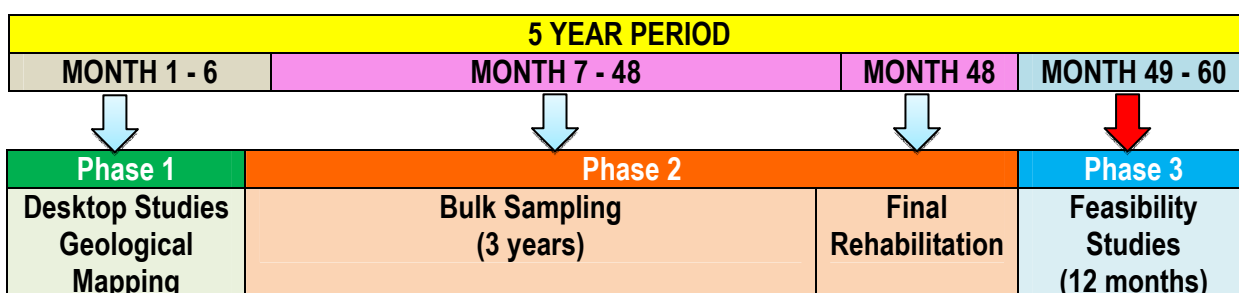 5 YEAR PERIOD
MONTH 1 - 6 MONTH 7 - 48 MONTH 48 MONTH 49 - 60
Phase 1 Phase 2 Phase 3
Desktop Studies
Geological
Mapping
Bulk Sampling
(3 years)
Final
Rehabilitation
Feasibility
Studies
(12 months)